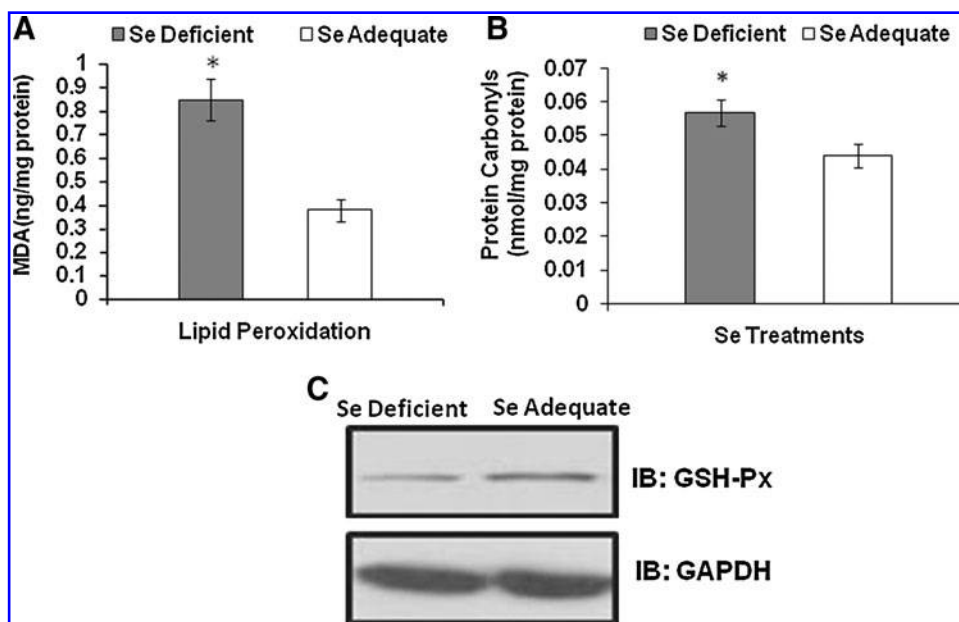 A
Se Deficient
Se Adequate
*
MDA(ng/mg protein)
1
0.9
0.8
0.7
0.6
0.5
0.4
0.3
0.2
0.1
0
Lipid Peroxidation
B
Se Deficient
Se Adequate
*
Protein Carbonyls
(nmol/mg protein)
0.07
0.06
0.05
0.04
0.03
0.02
0.01
0
Se Treatments
C
Se Deficient
Se Adequate
IB: GSH-Px
IB: GAPDH